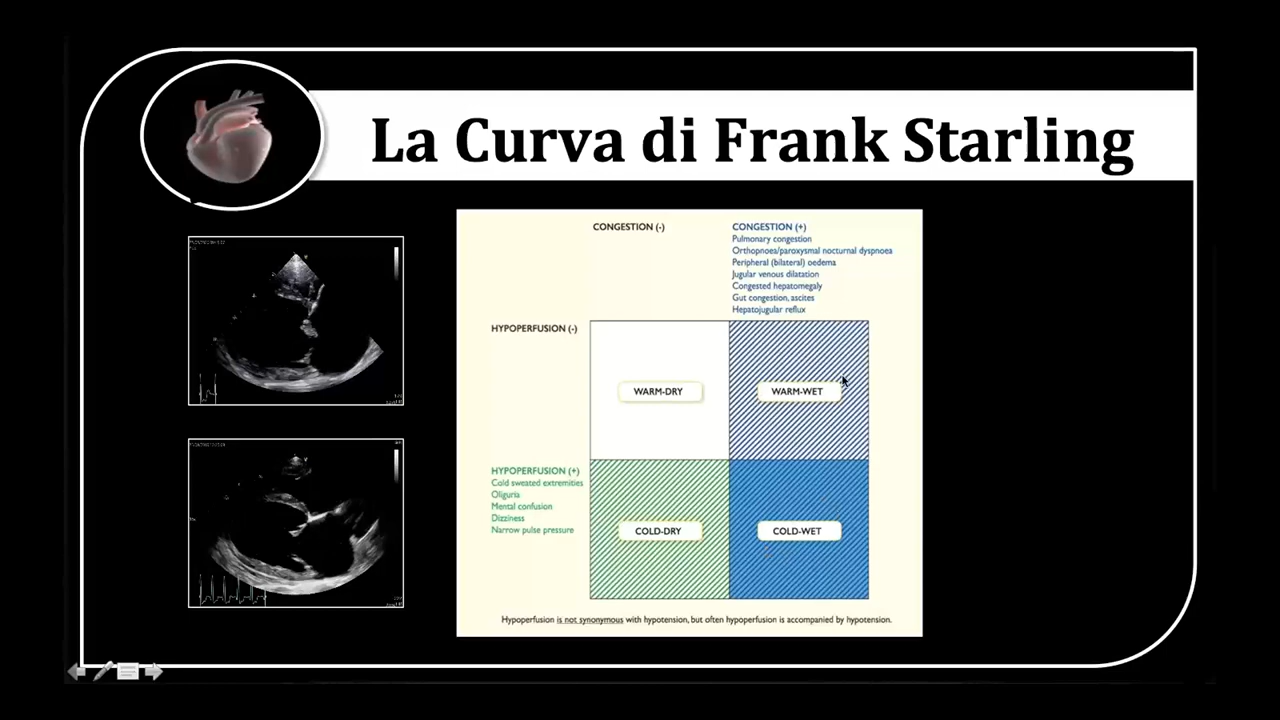 La Curva di Frank Starling
CONGESTION (-)
CONGESTION (+)
Pulmonary congestion
Orthopnoea/paroxysmal nocturnal dyspnoea
Peripheral (bilateral) oedema
Jugular venous dilatation
Congested hepatomegaly
Gut congestion, ascites
Hepatojugular reflux
HYPOPERFUSION (-)
WARM-DRY
WARM-WET
HYPOPERFUSION (+)
Cold sweated extremities
Oliguria
Mental confusion
Dizziness
Narrow pulse pressure
COLD-DRY
COLD-WET
Hypoperfusion is not synonymous with hypotension, but often hypoperfusion is accompanied by hypotension.